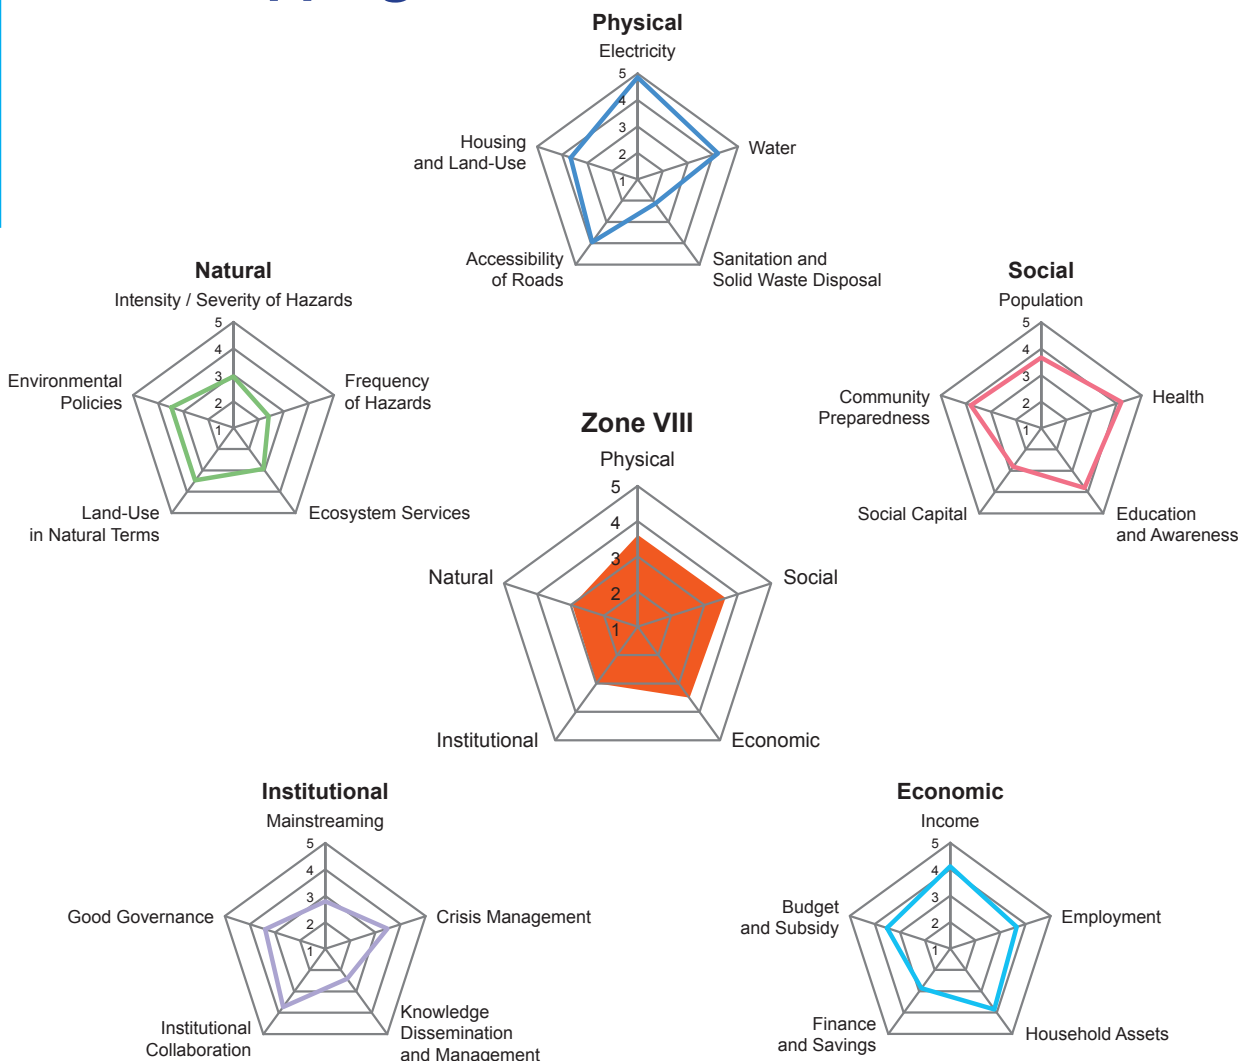 Physical
Electricity
5
4
3
2
1
Housing
and Land-Use
Water
Accessibility
of Roads
Sanitation and
Solid Waste Disposal
Natural
Intensity / Severity of Hazards
5
4
3
2
1
Environmental
Policies
Frequency
of Hazards
Land-Use
in Natural Terms
Ecosystem Services
Social
Population
5
4
3
2
1
Community
Preparedness
Health
Social Capital
Education
and Awareness
Zone VIII
Physical
5
4
3
2
1
Natural
Social
Institutional
Economic
Institutional
Mainstreaming
5
4
3
2
1
Good Governance
Crisis Management
Institutional
Collaboration
Knowledge
Dissemination
and Management
Economic
Income
5
4
3
2
1
Budget
and Subsidy
Employment
Finance
and Savings
Household Assets